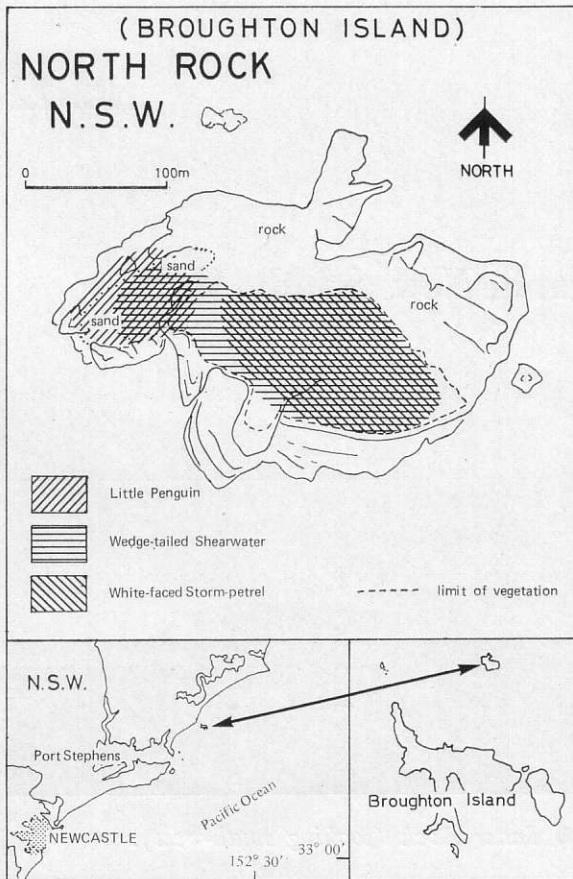 (BROUGHTON ISLAND)
NORTH ROCK
N.S.W.
0 100m
NORTH
rock
sand
rock
sand
Little Penguin
Wedge-tailed Shearwater
White-faced Storm-petrel
limit of vegetation
N.S.W.
Port Stephens
Pacific Ocean
NEWCASTLE
152° 30' 33° 00'
Broughton Island